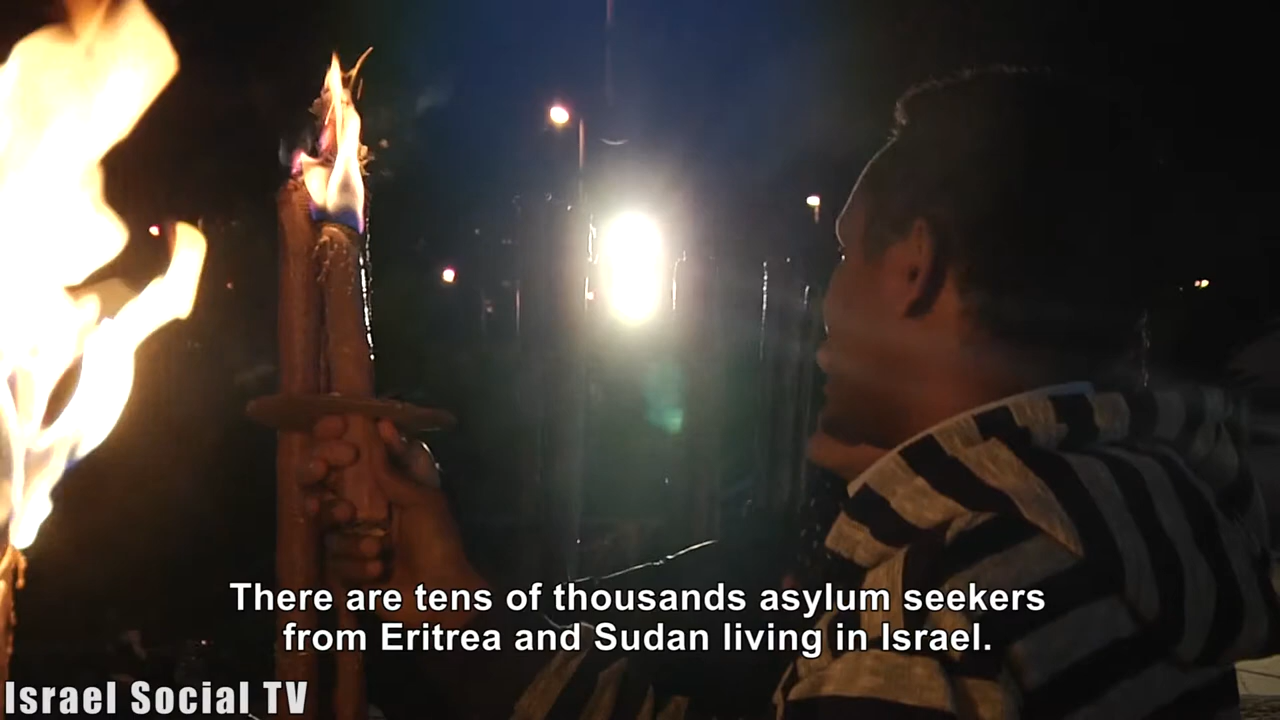 There are tens of thousands asylum seekers
from Eritrea and Sudan living in Israel.
Israel Social TV